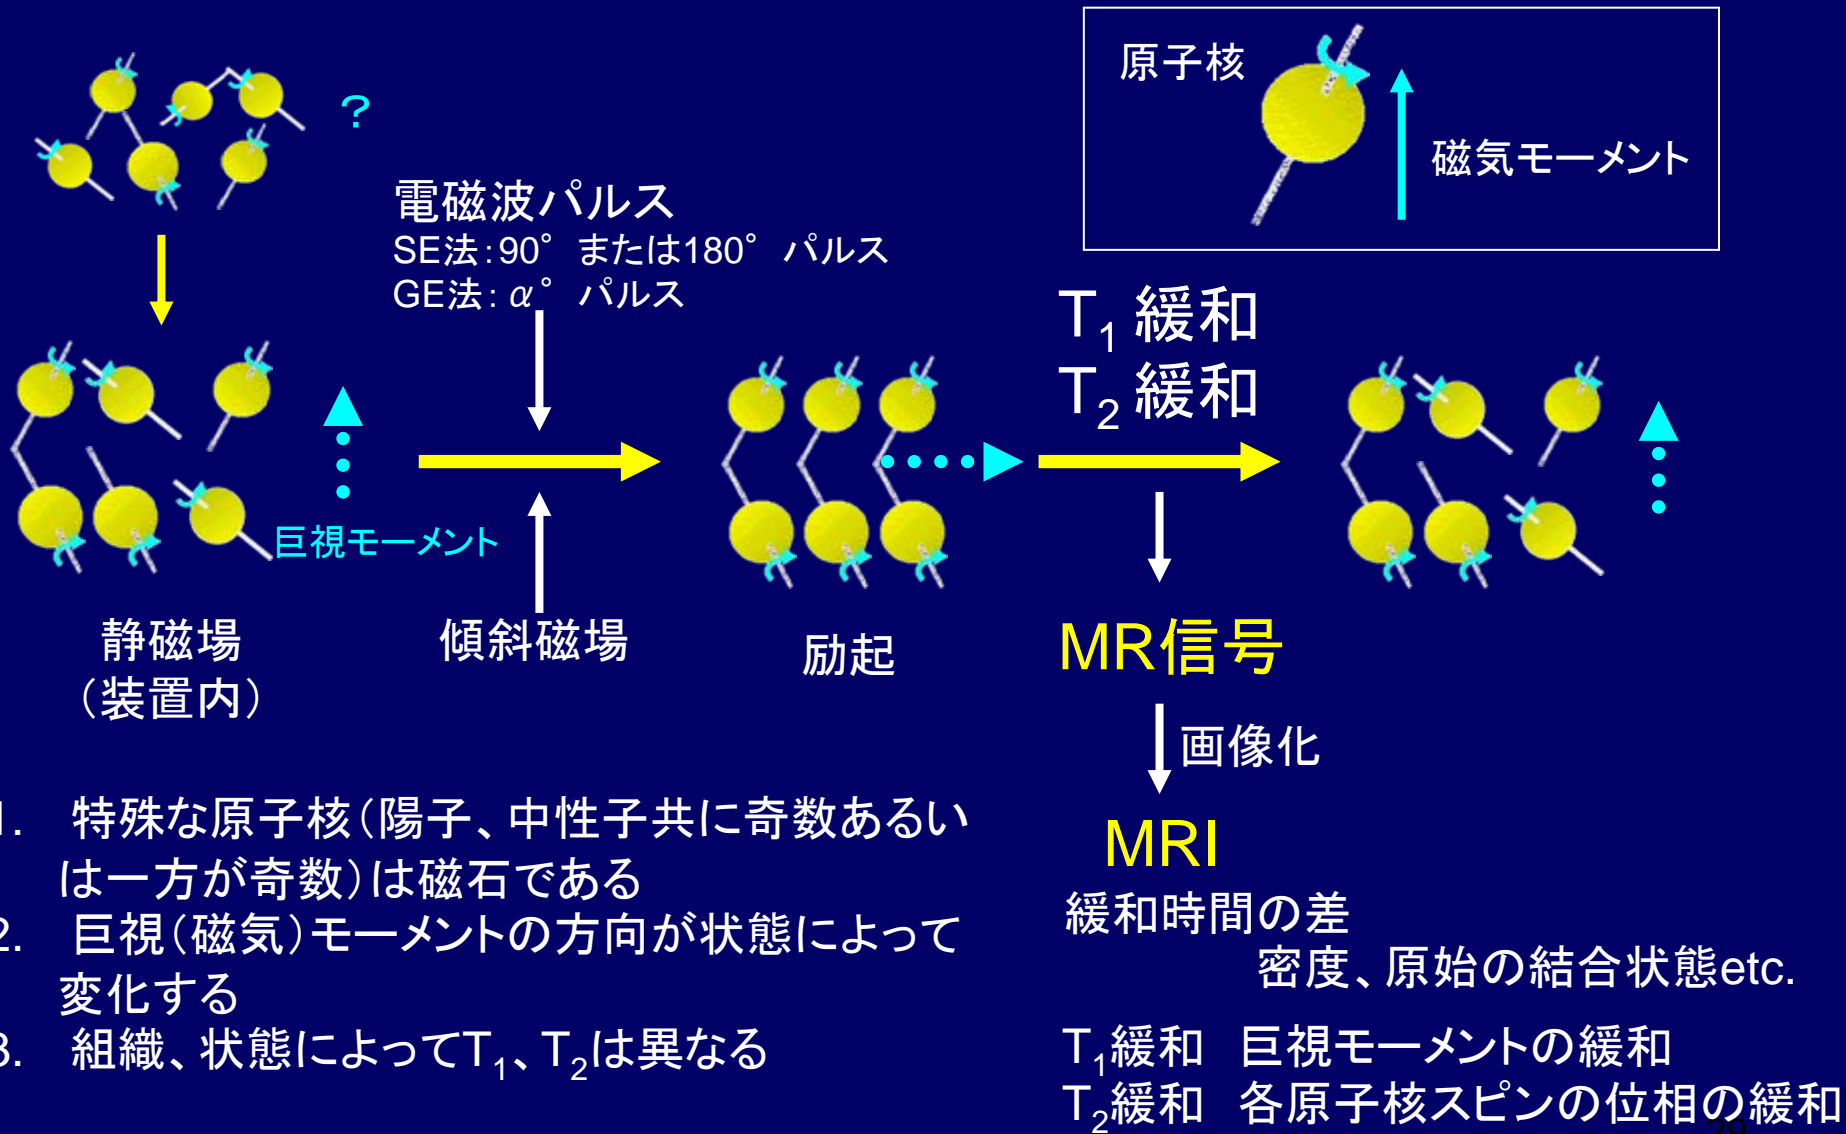 原子核
磁気モーメント
?
電磁波パルス
SE法:90° または180° パルス
GE法:α° パルス
T₁ 緩和
T₂ 緩和
巨視モーメント
静磁場
(装置内)
傾斜磁場
励起
MR信号
画像化
MRI
1. 特殊な原子核(陽子、中性子共に奇数あるい
は一方が奇数)は磁石である
2. 巨視(磁気)モーメントの方向が状態によって
変化する
3. 組織、状態によってT₁、T₂は異なる
緩和時間の差
密度、原始の結合状態etc.
T₁緩和 巨視モーメントの緩和
T₂緩和 各原子核スピンの位相の緩和
29